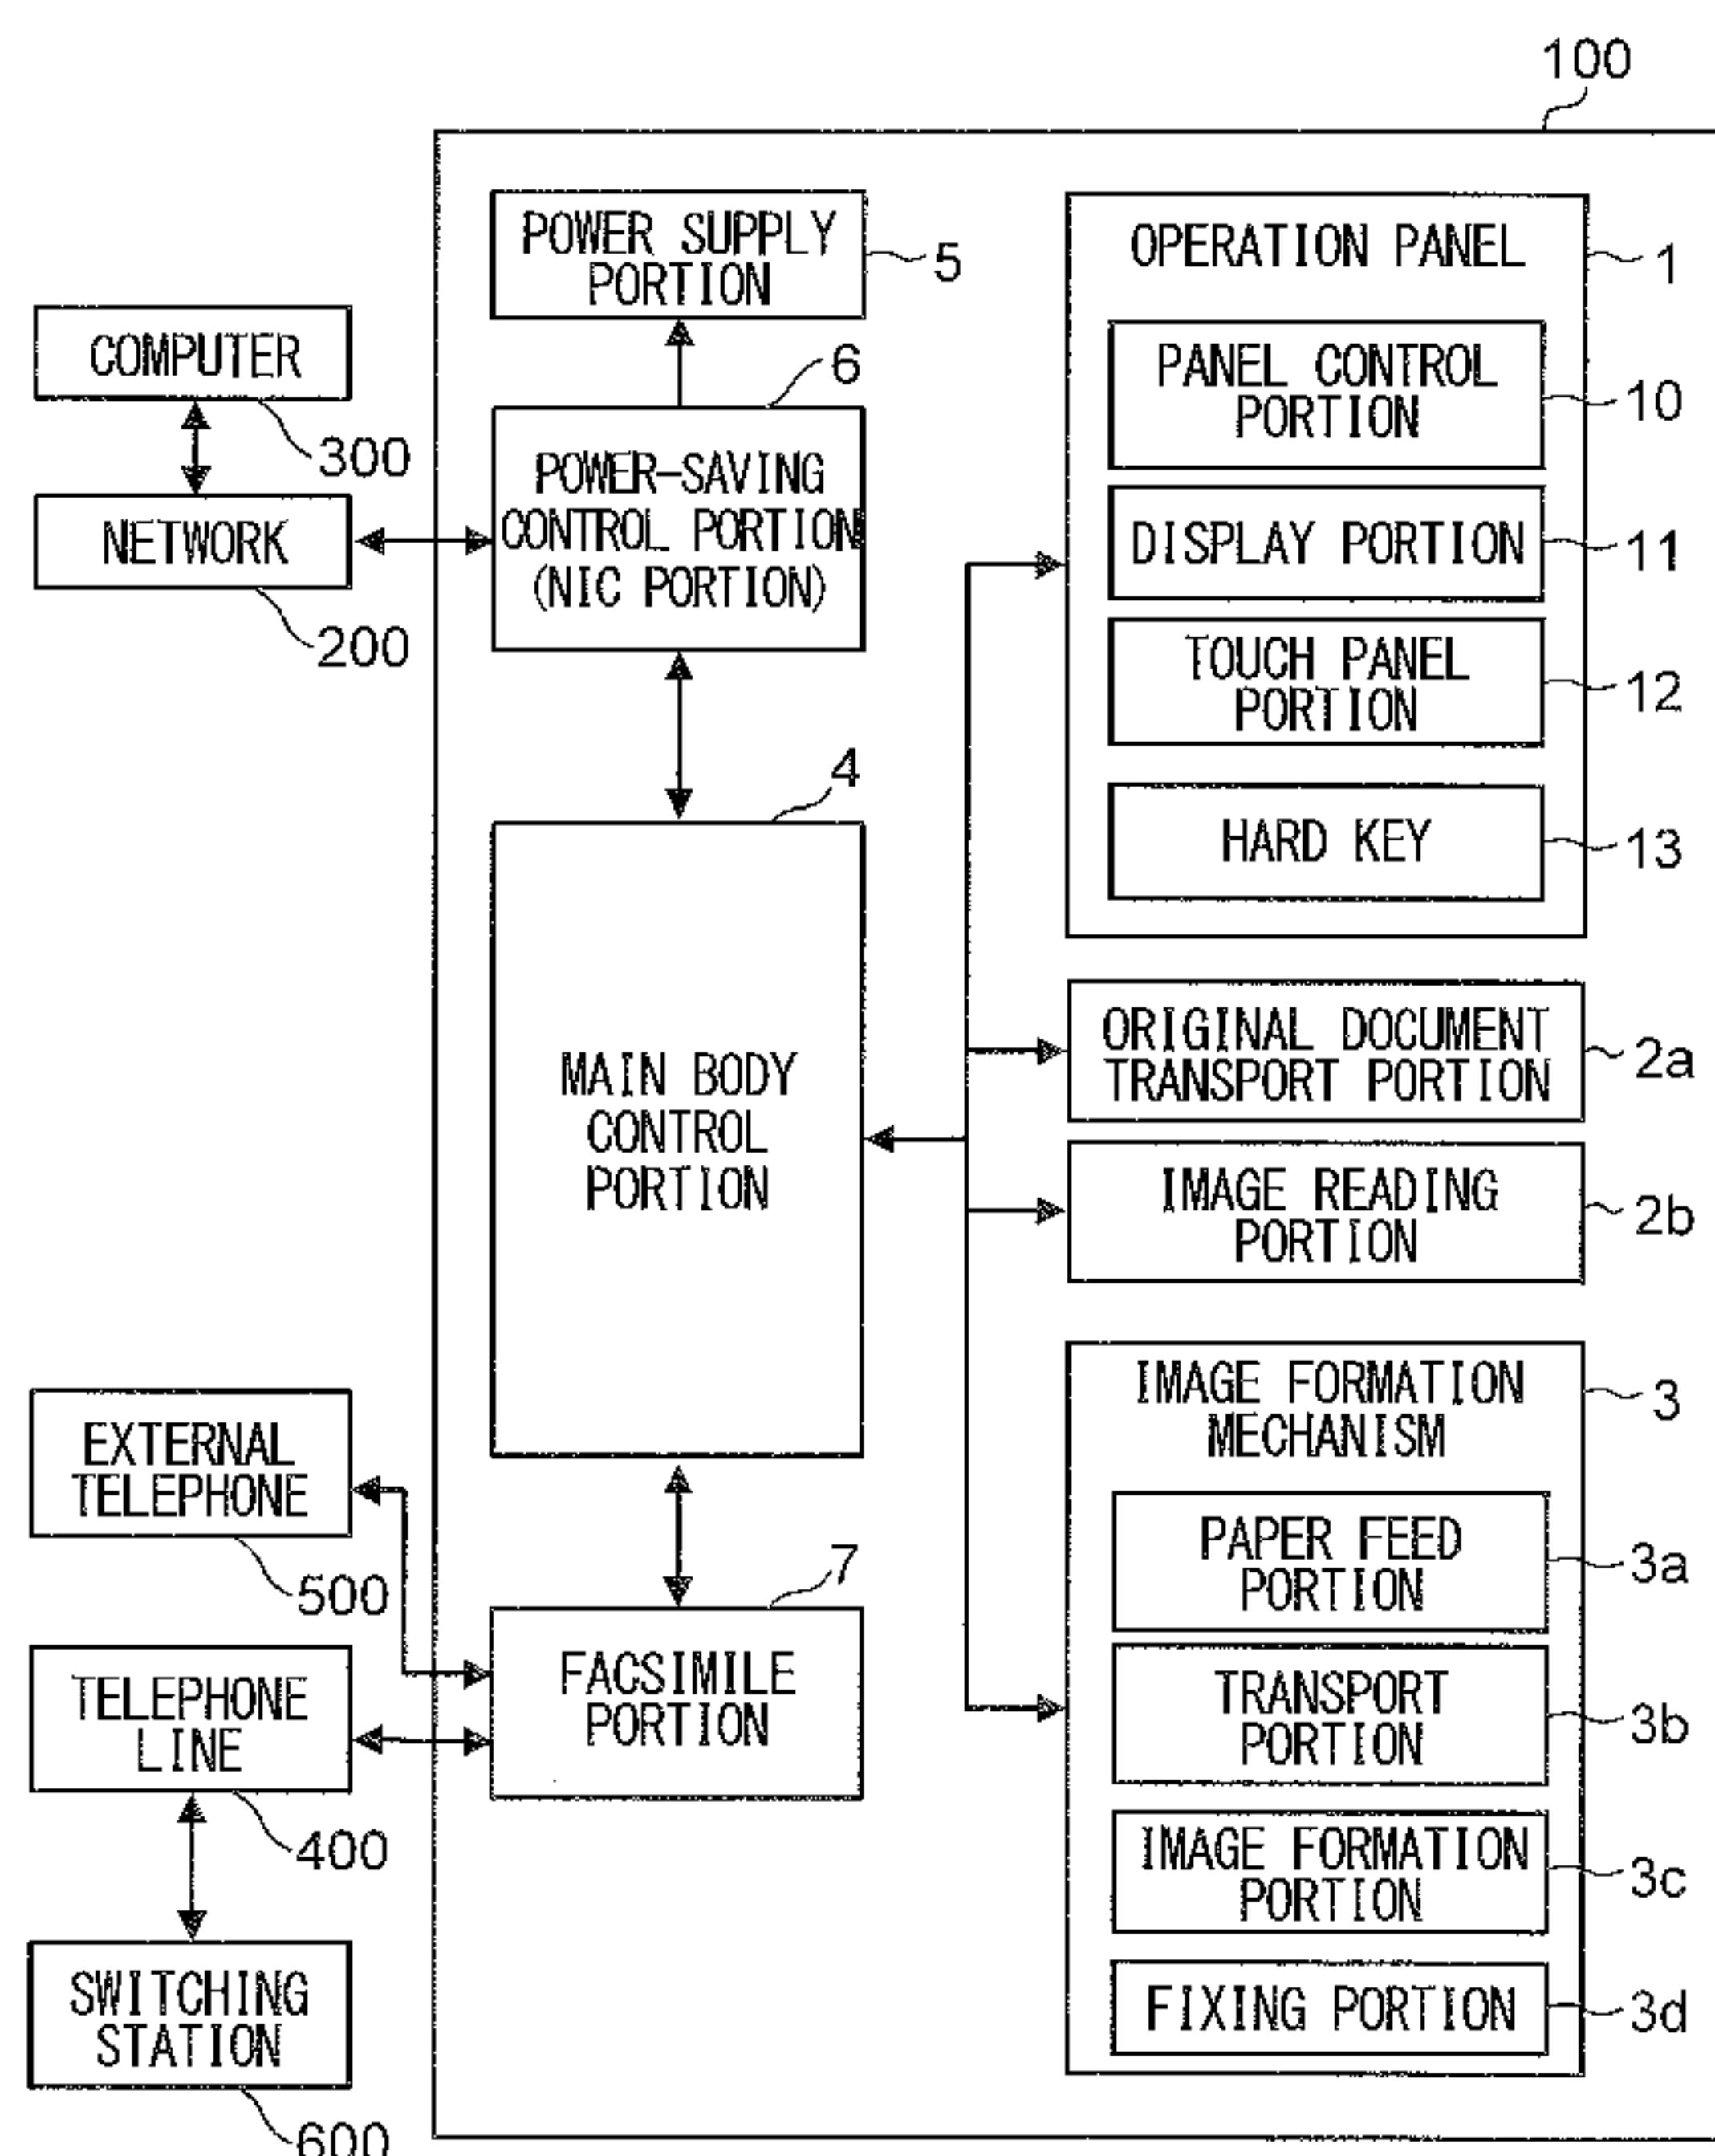 100
POWER SUPPLY
PORTION
5
COMPUTER
300
NETWORK
200
6
POWER-SAVING
CONTROL PORTION
(NIC PORTION)
4
MAIN BODY
CONTROL
PORTION
EXTERNAL
TELEPHONE
500
TELEPHONE
LINE
400
SWITCHING
STATION
600
7
FACSIMILE
PORTION
OPERATION PANEL
1
PANEL CONTROL
PORTION
10
DISPLAY PORTION
11
TOUCH PANEL
PORTION
12
HARD KEY
13
ORIGINAL DOCUMENT
TRANSPORT PORTION
2a
IMAGE READING
PORTION
2b
IMAGE FORMATION
MECHANISM
3
PAPER FEED
PORTION
3a
TRANSPORT
PORTION
3b
IMAGE FORMATION
PORTION
3c
FIXING PORTION
3d